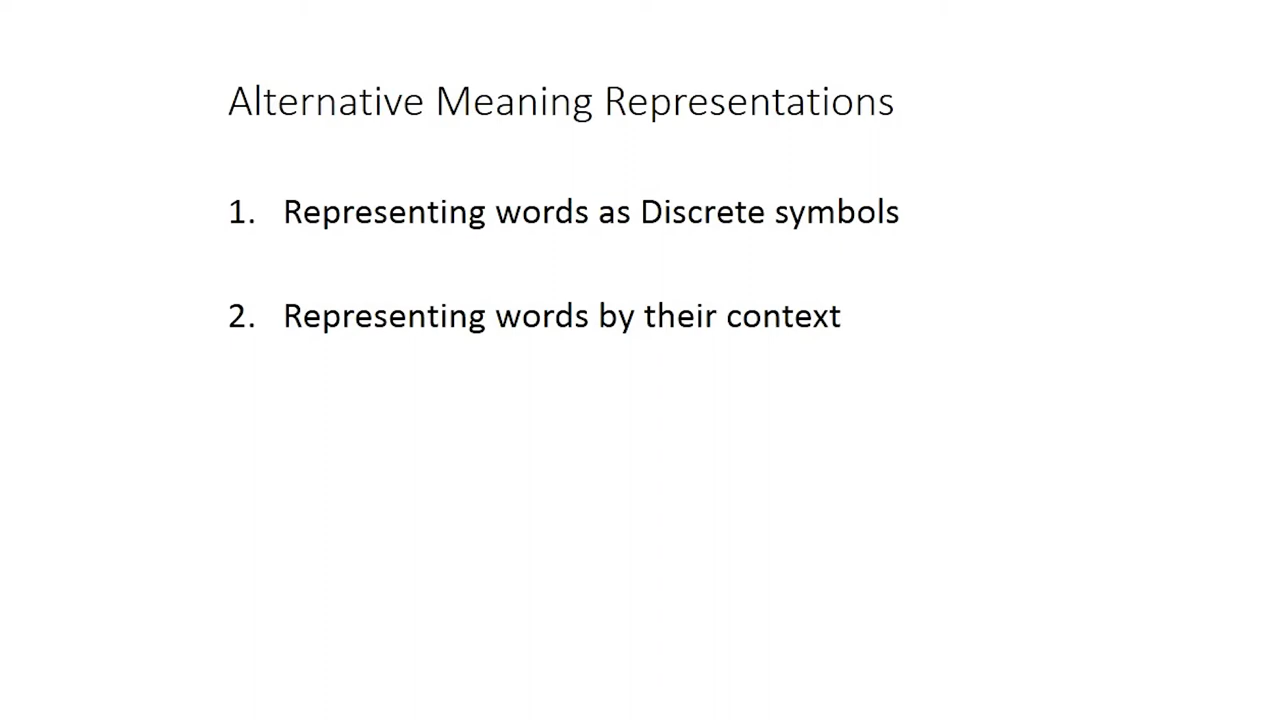 Alternative Meaning Representations
1. Representing words as Discrete symbols
2. Representing words by their context